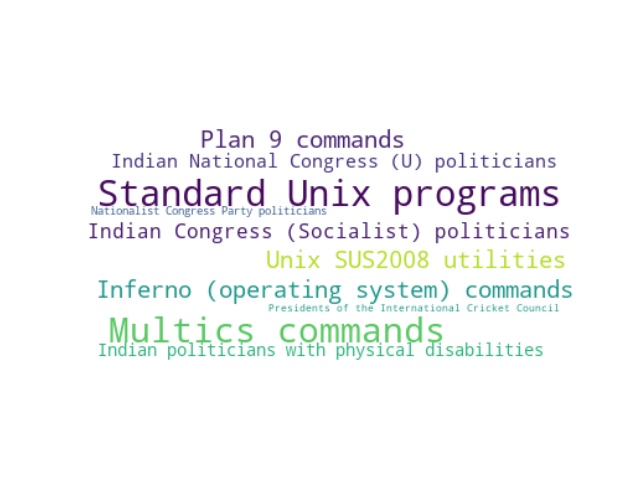 Plan 9 commands
Indian National Congress (U) politicians
Standard Unix programs
Nationalist Congress Party politicians
Indian Congress (Socialist) politicians
Unix SUS2008 utilities
Inferno (operating system) commands
Presidents of the International Cricket Council
Multics commands
Indian politicians with physical disabilities